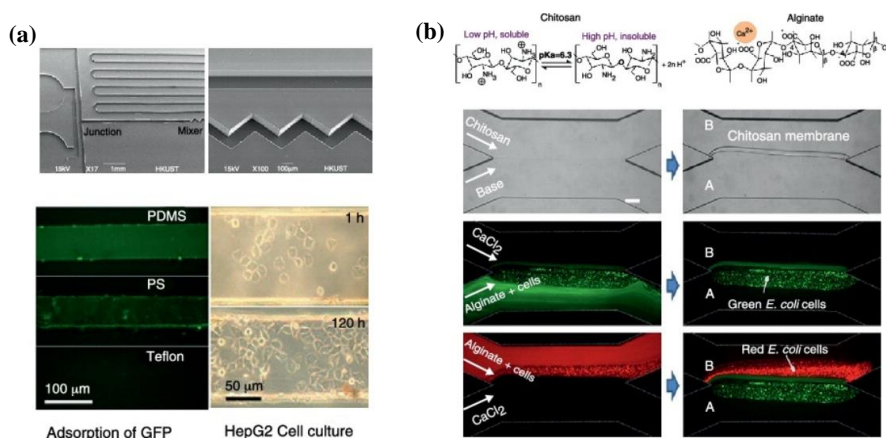 (a)
Junction
Mixer
15kV X17 1mm HKUST
15kV X100 100μm HKUST
PDMS
PS
Teflon
100 μm
1 h
120 h
50 μm
Adsorption of GFP
HepG2 Cell culture
(b)
Chitosan
Alginate
Low pH, soluble
High pH, insoluble
pKa=6.3
+ 2n H⁺
Ca²⁺
Chitosan
Base
B
Chitosan membrane
A
CaCl₂
Alginate + cells
B
A
Green E. coli cells
Alginate + cells
CaCl₂
Red E. coli cells
B
A